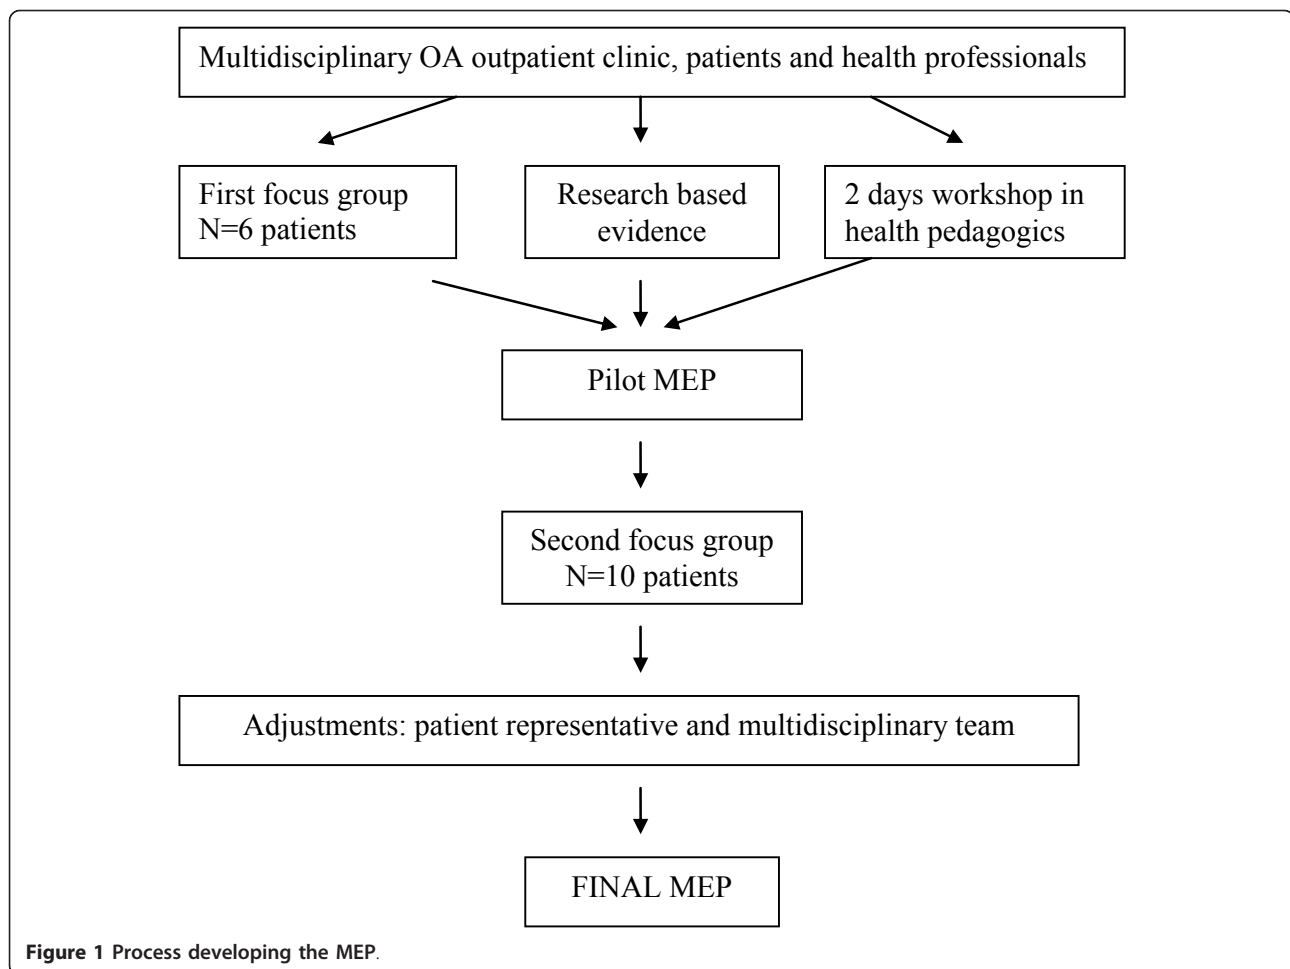 Multidisciplinary OA outpatient clinic, patients and health professionals
First focus group
N=6 patients
Research based
evidence
2 days workshop in
health pedagogics
Pilot MEP
Second focus group
N=10 patients
Adjustments: patient representative and multidisciplinary team
FINAL MEP
Figure 1 Process developing the MEP.